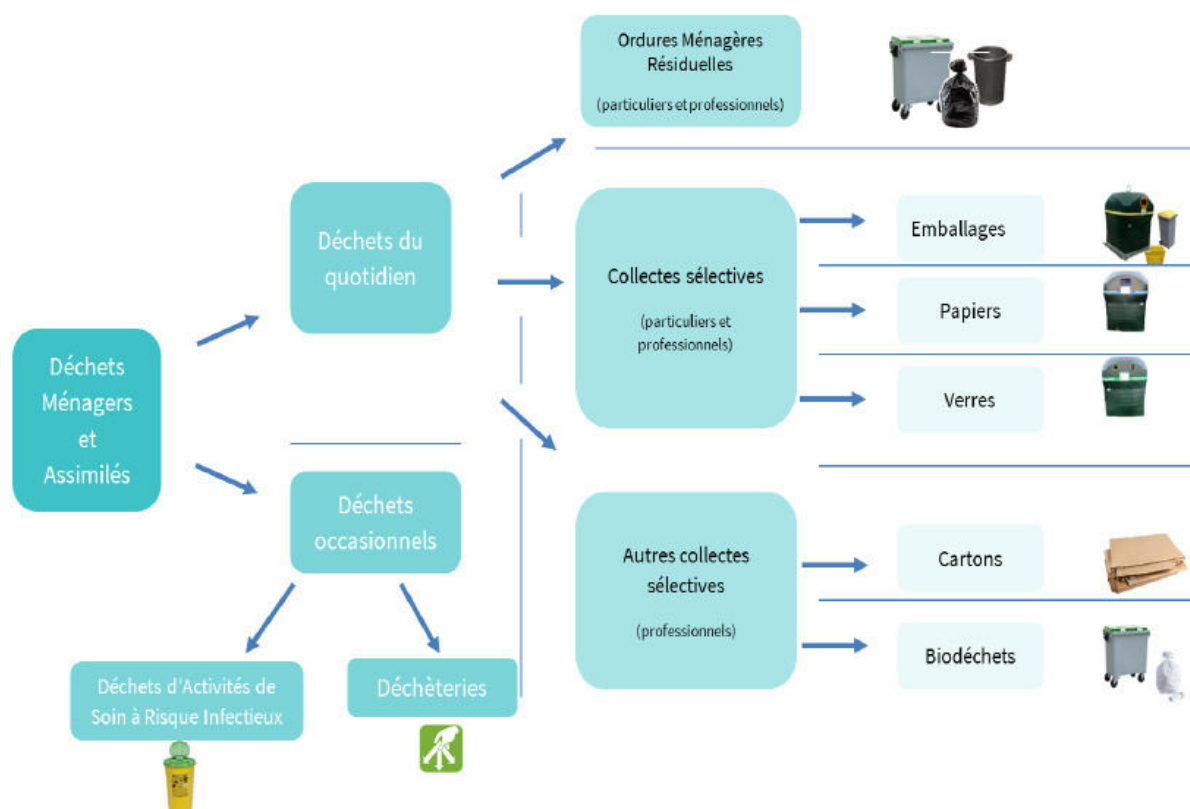 Ordures Ménagères
Résiduelles
(particuliers et professionnels)
Déchets du
quotidien
Collectes sélectives
(particuliers et
professionnels)
Emballages
Papiers
Verres
Déchets
Ménagers
et
Assimilés
Déchets
occasionnels
Autres collectes
sélectives
(professionnels)
Cartons
Biodéchets
Déchets d'Activités de
Soin à Risque Infectieux
Déchèteries